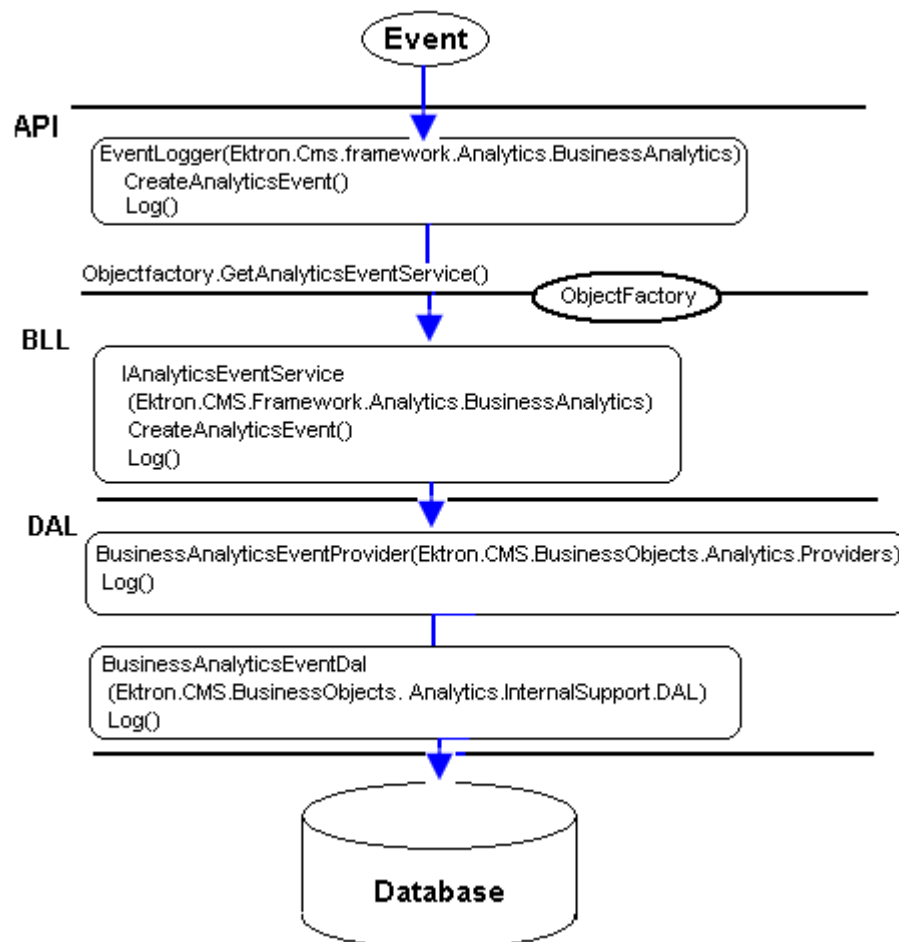 Event
API
EventLogger(Ektron.Cms.framework.Analytics.BusinessAnalytics)
CreateAnalyticsEvent()
Log()
Objectfactory.GetAnalyticsEventService()
ObjectFactory
BLL
IAnalyticsEventService
(Ektron.CMS.Framework.Analytics.BusinessAnalytics)
CreateAnalyticsEvent()
Log()
DAL
BusinessAnalyticsEventProvider(Ektron.CMS.BusinessObjects.Analytics.Providers)
Log()
BusinessAnalyticsEventDal
(Ektron.CMS.BusinessObjects. Analytics.InternalSupport.DAL)
Log()
Database